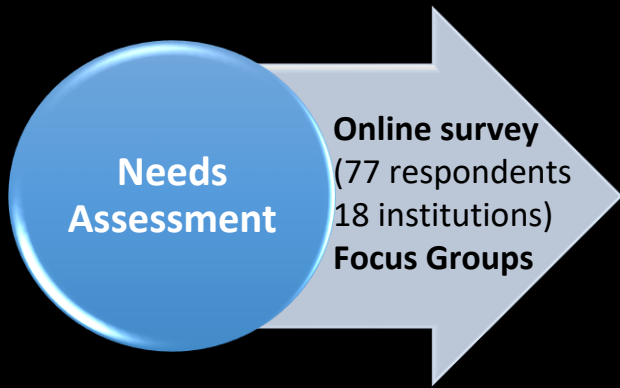 Needs
Assessment
Online survey
(77 respondents
18 institutions)
Focus Groups